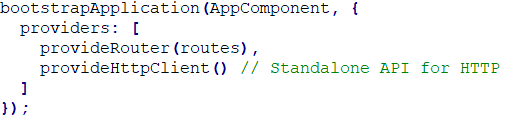 bootstrapApplication(AppComponent, {
  providers: [
    provideRouter(routes),
    provideHttpClient() // Standalone API for HTTP
  ]
});